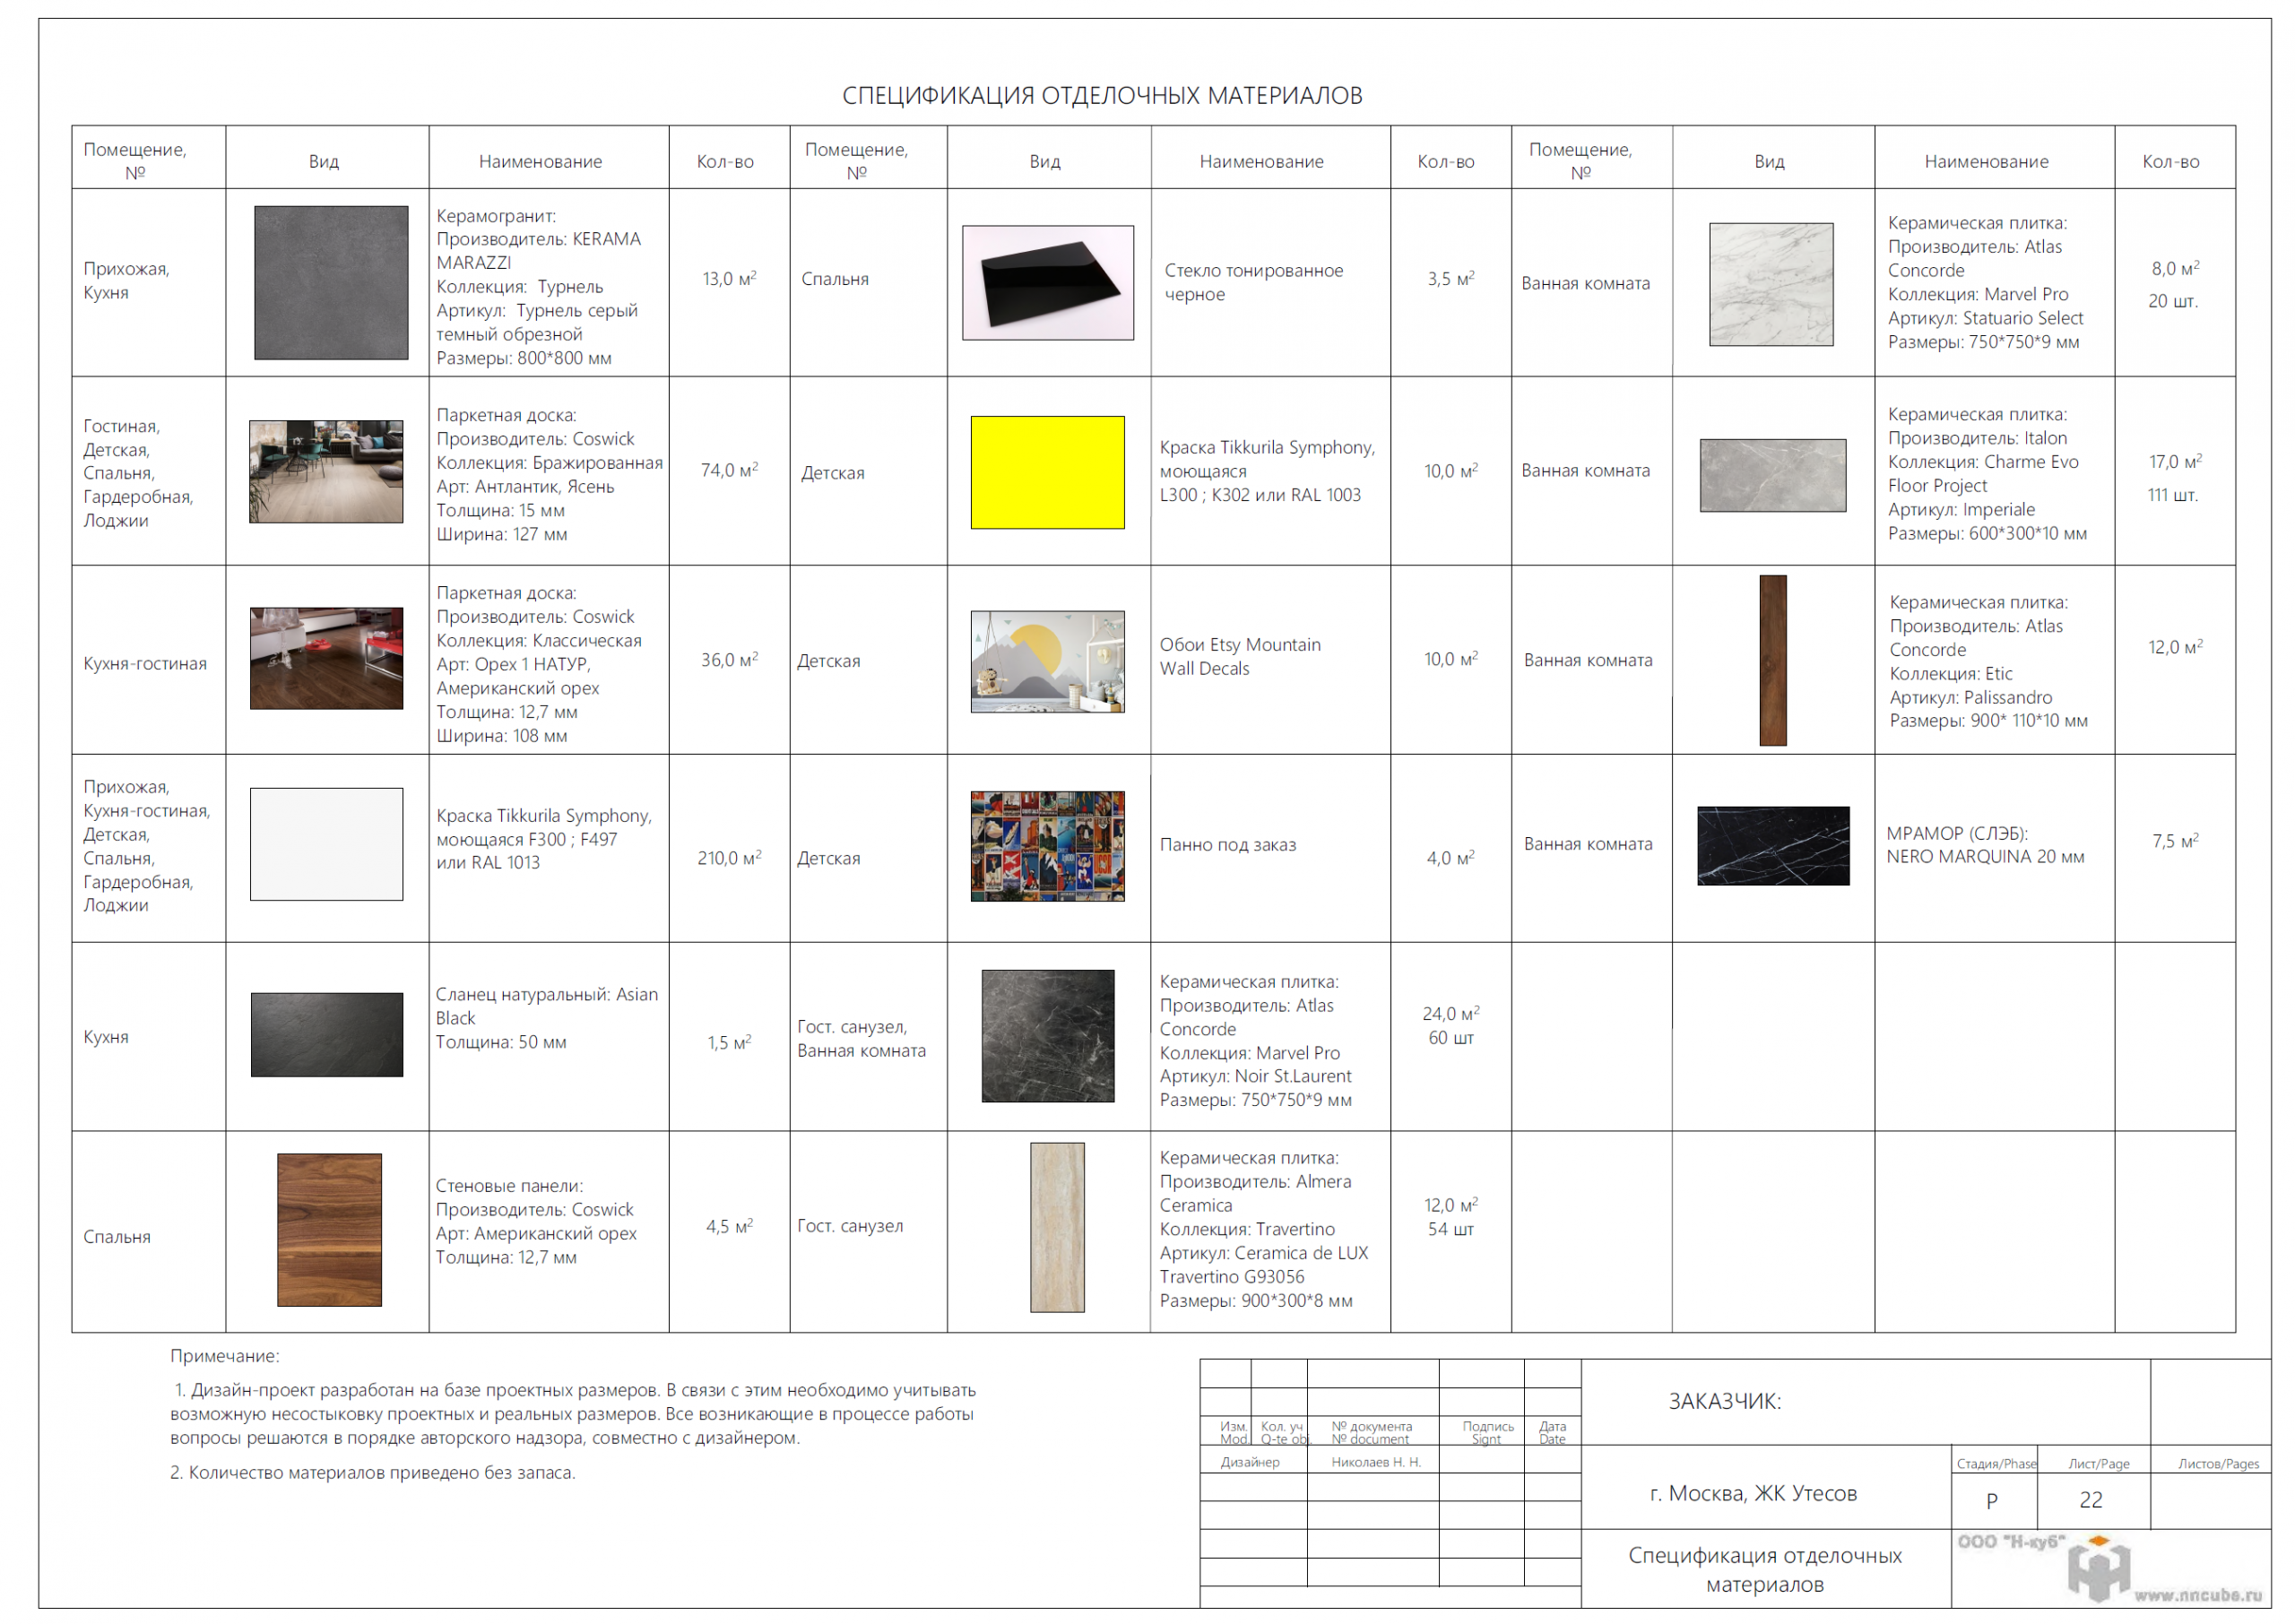 СПЕЦИФИКАЦИЯ ОТДЕЛОЧНЫХ МАТЕРИАЛОВ
Помещение,
№
Вид
Наименование
Кол-во
Помещение,
№
Вид
Наименование
Кол-во
Помещение,
№
Вид
Наименование
Кол-во
Прихожая,
Кухня
Керамогранит:
Производитель: KERAMA
MARAZZI
Коллекция: Турнель
Артикул: Турнель серый
темный обрезной
Размеры: 800*800 мм
13,0 м²
Спальня
Стекло тонированное
черное
3,5 м²
Ванная комната
Керамическая плитка:
Производитель: Atlas
Concorde
Коллекция: Marvel Pro
Артикул: Statuario Select
Размеры: 750*750*9 мм
8,0 м²
20 шт.
Гостиная,
Детская,
Спальня,
Гардеробная,
Лоджии
Паркетная доска:
Производитель: Coswick
Коллекция: Бражированная
Арт: Антлантик, Ясень
Толщина: 15 мм
Ширина: 127 мм
74,0 м²
Детская
Краска Tikkurila Symphony,
моющаяся
L300 ; K302 или RAL 1003
10,0 м²
Ванная комната
Керамическая плитка:
Производитель: Italon
Коллекция: Charme Evo
Floor Project
Артикул: Imperiale
Размеры: 600*300*10 мм
17,0 м²
111 шт.
Кухня-гостиная
Паркетная доска:
Производитель: Coswick
Коллекция: Классическая
Арт: Орех 1 НАТУР,
Американский орех
Толщина: 12,7 мм
Ширина: 108 мм
36,0 м²
Детская
Обои Etsy Mountain
Wall Decals
10,0 м²
Ванная комната
Керамическая плитка:
Производитель: Atlas
Concorde
Коллекция: Etic
Артикул: Palissandro
Размеры: 900* 110*10 мм
12,0 м²
Прихожая,
Кухня-гостиная,
Детская,
Спальня,
Гардеробная,
Лоджии
Краска Tikkurila Symphony,
моющаяся F300 ; F497
или RAL 1013
210,0 м²
Детская
Панно под заказ
4,0 м²
Ванная комната
МРАМОР (СЛЭБ):
NERO MARQUINA 20 мм
7,5 м²
Кухня
Сланец натуральный: Asian
Black
Толщина: 50 мм
1,5 м²
Гост. санузел,
Ванная комната
Керамическая плитка:
Производитель: Atlas
Concorde
Коллекция: Marvel Pro
Артикул: Noir St.Laurent
Размеры: 750*750*9 мм
24,0 м²
60 шт
Спальня
Стеновые панели:
Производитель: Coswick
Арт: Американский орех
Толщина: 12,7 мм
4,5 м²
Гост. санузел
Керамическая плитка:
Производитель: Almera
Ceramica
Коллекция: Travertino
Артикул: Ceramica de LUX
Travertino G93056
Размеры: 900*300*8 мм
12,0 м²
54 шт
Примечание:
1. Дизайн-проект разработан на базе проектных размеров. В связи с этим необходимо учитывать
возможную несостыковку проектных и реальных размеров. Все возникающие в процессе работы
вопросы решаются в порядке авторского надзора, совместно с дизайнером.
2. Количество материалов приведено без запаса.
Изм. Кол. уч № документа Подпись Дата
Mod. Q-te obj. № document Signt Date
Дизайнер Николаев Н. Н.
ЗАКАЗЧИК:
г. Москва, ЖК Утесов
Стадия/Phase Лист/Page Листов/Pages
Р 22
Спецификация отделочных
материалов
ООО "Н-куб"
www.nncube.ru